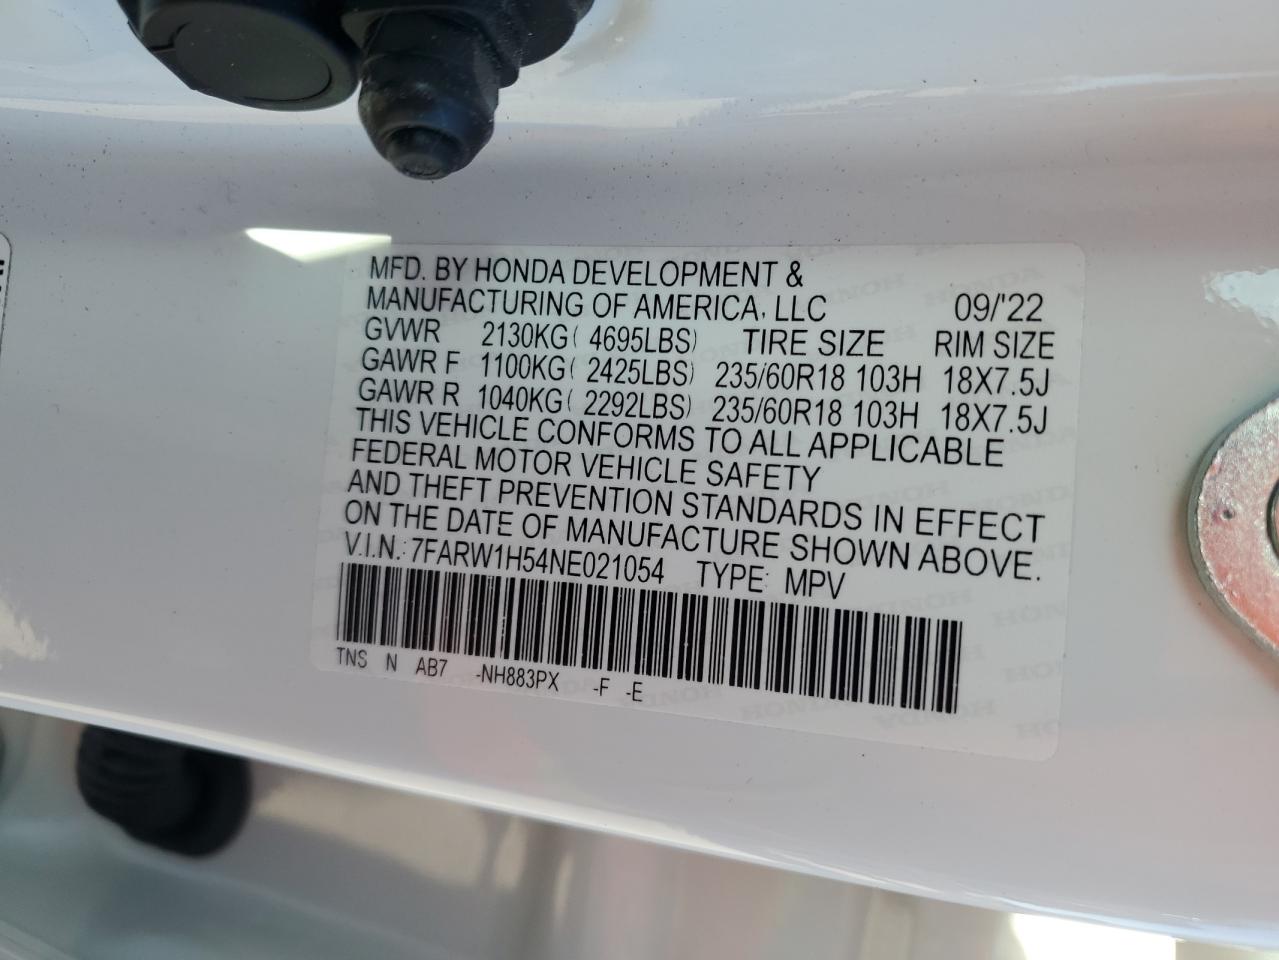 MFD. BY HONDA DEVELOPMENT &
MANUFACTURING OF AMERICA, LLC 09/'22
GVWR 2130KG( 4695LBS) TIRE SIZE RIM SIZE
GAWR F 1100KG( 2425LBS) 235/60R18 103H 18X7.5J
GAWR R 1040KG( 2292LBS) 235/60R18 103H 18X7.5J
THIS VEHICLE CONFORMS TO ALL APPLICABLE
FEDERAL MOTOR VEHICLE SAFETY
AND THEFT PREVENTION STANDARDS IN EFFECT
ON THE DATE OF MANUFACTURE SHOWN ABOVE.
V.I.N.: 7FARW1H54NE021054 TYPE: MPV
TNS N AB7 -NH883PX -F -E